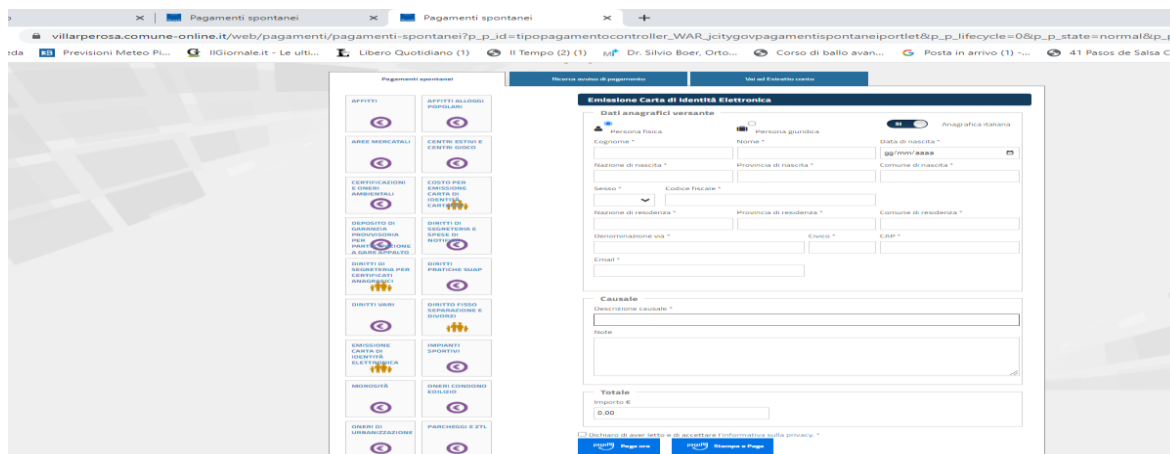 Pagamenti spontanei
Pagamenti spontanei
villarperosa.comune-online.it/web/pagamenti/pagamenti-spontanei?p_p_id=tipopagamentocontroller_WAR_jcitygovpagamentispontaneiportlet&p_p_lifecycle=0&p_p_state=normal&p_p
eda Previsioni Meteo Pi... IlGiornale.it - Le ulti... Libero Quotidiano (1) Il Tempo (2) (1) Dr. Silvio Boer, Orto... Corso di ballo avan... Posta in arrivo (1) -... 41 Pasos de Salsa C
Pagamenti spontanei
Ricerca avviso di pagamento
Vai ad Estratto conto
AFFITTI
AFFITTI ALLOGGI
POPOLARI
AREE MERCATALI
CENTRI ESTIVI E
CENTRI GIOCO
CERTIFICAZIONI
E ONERI
AMBIENTALI
COSTO PER
EMISSIONE
CARTA DI
IDENTITÀ
DEPOSITO DI
GARANZIA
PROVVISORIA
PER
A GARE APPALTO
DIRITTI DI
SEGRETERIA E
SPESE DI
DIRITTI DI
SEGRETERIA PER
CERTIFICATI
ANAGRAFICI
DIRITTI
PRATICHE SUAP
DIRITTI VARI
DIRITTO FISSO
SEPARAZIONE E
DIVORZI
EMISSIONE
CARTA DI
IDENTITÀ
ELETTRONICA
IMPIANTI
SPORTIVI
MOROSITÀ
ONERI CONDONO
EDILIZIO
ONERI DI
URBANIZZAZIONE
PARCHEGGI E ZTL
Emissione Carta di Identità Elettronica
Dati anagrafici versante
Persona fisica
Persona giuridica
SI Anagrafica italiana
Cognome * Nome * Data di nascita *
gg/mm/aaaa
Nazione di nascita * Provincia di nascita * Comune di nascita *
Sesso * Codice fiscale *
Nazione di residenza * Provincia di residenza * Comune di residenza *
Denominazione via * Civico * CAP *
Email *
Causale
Descrizione causale *
Note
Totale
Importo €
0,00
Dichiaro di aver letto e di accettare l'informativa sulla privacy. *
Paga ora
Stampa e Paga